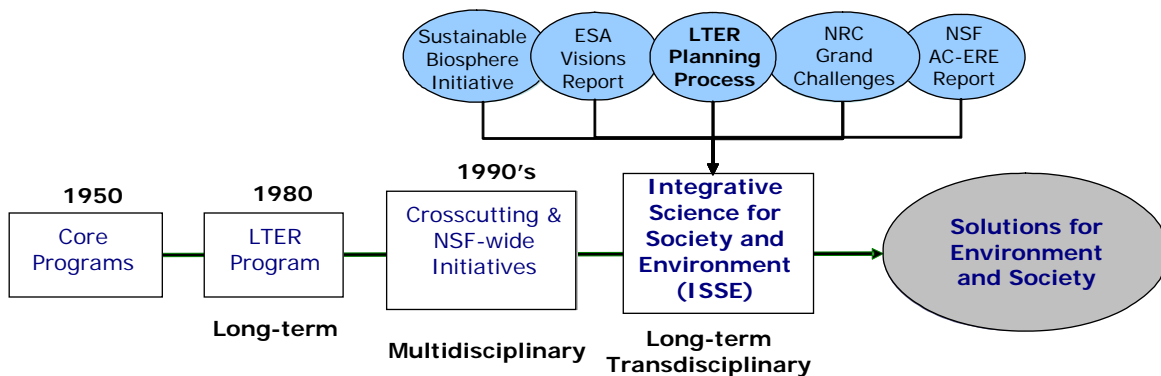 Sustainable
Biosphere
Initiative
ESA
Visions
Report
LTER
Planning
Process
NRC
Grand
Challenges
NSF
AC-ERE
Report
1950
Core
Programs
1980
LTER
Program
Long-term
1990's
Crosscutting &
NSF-wide
Initiatives
Multidisciplinary
Integrative
Science for
Society and
Environment
(ISSE)
Long-term
Transdisciplinary
Solutions for
Environment
and Society